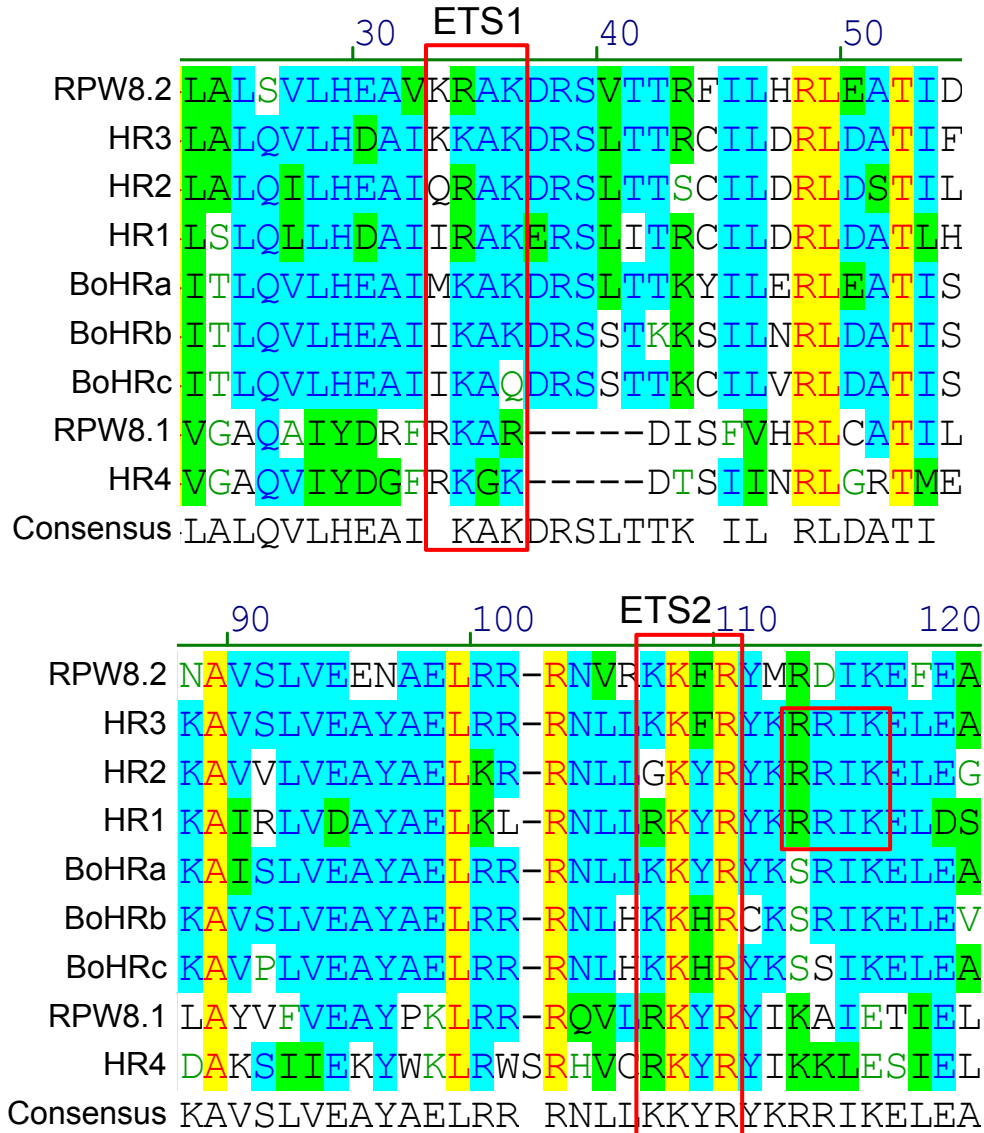 ETS1
30 40 50
RPW8.2 LALSVLHEAVKRAKDRSVTTRFILHRLEATID
HR3 LALQVLHDAIKKAKDRSLTTRCILDRLDATIF
HR2 LALQILHEAIQRAKDRSLTTSCILDRLDSTIL
HR1 LSLQLLHDAIIRAKERSLITRCILDRLDATLH
BoHRa ITLQVLHEAIMKAKDRSLTTKYILERLEATIS
BoHRb ITLQVLHEAIIKAKDRSSTKKSILNRLDATIS
BoHRc ITLQVLHEAIIKAQDRSSTTKCILVRLDATIS
RPW8.1 VGAQAIYDRFRKAR-----DISFVHRLCATIL
HR4 VGAQVIYDGFRKGK-----DTSIINRLGRTME
Consensus LALQVLHEAI KAKDRSLTTK IL RLDATI
ETS2
90 100 110 120
RPW8.2 NAVSLVEENAELRR-RNVRKKFRYMRDIKEFEA
HR3 KAVSLVEAYAELRR-RNLLKKFRYKRRIKELEA
HR2 KAVVLVEAYAELKR-RNLLGKYRYKRRIKELEG
HR1 KAIRLVDAYAELKL-RNLLRKYRYKRRIKELDS
BoHRa KAISLVEAYAELRR-RNLLKKYRYKSRIKELEA
BoHRb KAVSLVEAYAELRR-RNLHKKHRCKSRIKELEV
BoHRc KAVPLVEAYAELRR-RNLHKKHRYKSSIKELEA
RPW8.1 LAYVFVEAYPKLRR-RQVLRKYRYIKAIETIEL
HR4 DAKSIIEKYWKLRWSRHVCRKYRYIKKLESIEL
Consensus KAVSLVEAYAELRR RNLLKKYRYKRRIKELEA